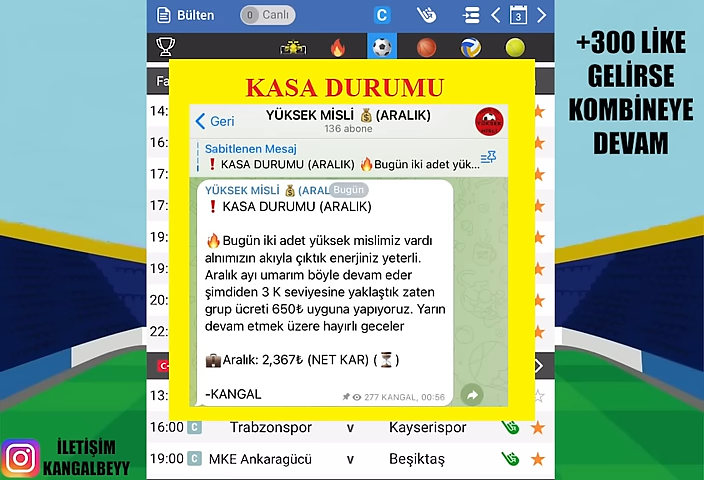 Bülten
0 Canlı
C
3
+300 LİKE
GELİRSE
KOMBİNEYE
DEVAM
KASA DURUMU
Geri
YÜKSEK MİSLİ 💰 (ARALIK)
136 abone
Sabitlenen Mesaj
❗ KASA DURUMU (ARALIK) 🔥Bugün iki adet yük...
YÜKSEK MİSLİ 💰 (ARAL
Bugün
❗ KASA DURUMU (ARALIK)
🔥Bugün iki adet yüksek mislimiz vardı
alnımızın akıyla çıktık enerjiniz yeterli.
Aralık ayı umarım böyle devam eder
şimdiden 3 K seviyesine yaklaştık zaten
grup ücreti 650₺ uyguna yapıyoruz. Yarın
devam etmek üzere hayırlı geceler
💼Aralık: 2,367₺ (NET KAR) (⏳)
-KANGAL
277 KANGAL, 00:56
Fa
14:
15:
16:
17:
19:
19:
20:
22:
13:
16:00 C Trabzonspor v Kayserispor
19:00 C MKE Ankaragücü v Beşiktaş
İLETİŞİM
KANGALBEYY